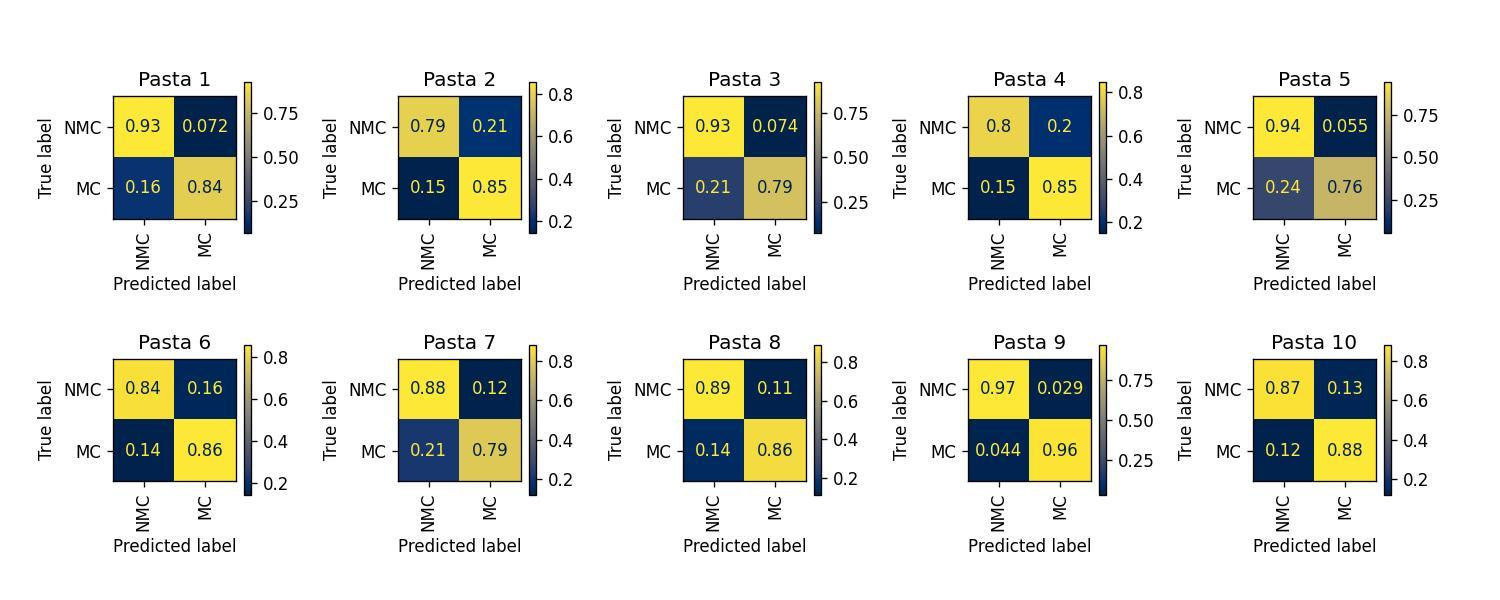 Pasta 1
True label
NMC 0.93 0.072
MC 0.16 0.84
NMC MC
Predicted label
0.75
0.50
0.25
Pasta 2
True label
NMC 0.79 0.21
MC 0.15 0.85
NMC MC
Predicted label
0.8
0.6
0.4
0.2
Pasta 3
True label
NMC 0.93 0.074
MC 0.21 0.79
NMC MC
Predicted label
0.75
0.50
0.25
Pasta 4
True label
NMC 0.8 0.2
MC 0.15 0.85
NMC MC
Predicted label
0.8
0.6
0.4
0.2
Pasta 5
True label
NMC 0.94 0.055
MC 0.24 0.76
NMC MC
Predicted label
0.75
0.50
0.25
Pasta 6
True label
NMC 0.84 0.16
MC 0.14 0.86
NMC MC
Predicted label
0.8
0.6
0.4
0.2
Pasta 7
True label
NMC 0.88 0.12
MC 0.21 0.79
NMC MC
Predicted label
0.8
0.6
0.4
0.2
Pasta 8
True label
NMC 0.89 0.11
MC 0.14 0.86
NMC MC
Predicted label
0.8
0.6
0.4
0.2
Pasta 9
True label
NMC 0.97 0.029
MC 0.044 0.96
NMC MC
Predicted label
0.75
0.50
0.25
Pasta 10
True label
NMC 0.87 0.13
MC 0.12 0.88
NMC MC
Predicted label
0.8
0.6
0.4
0.2